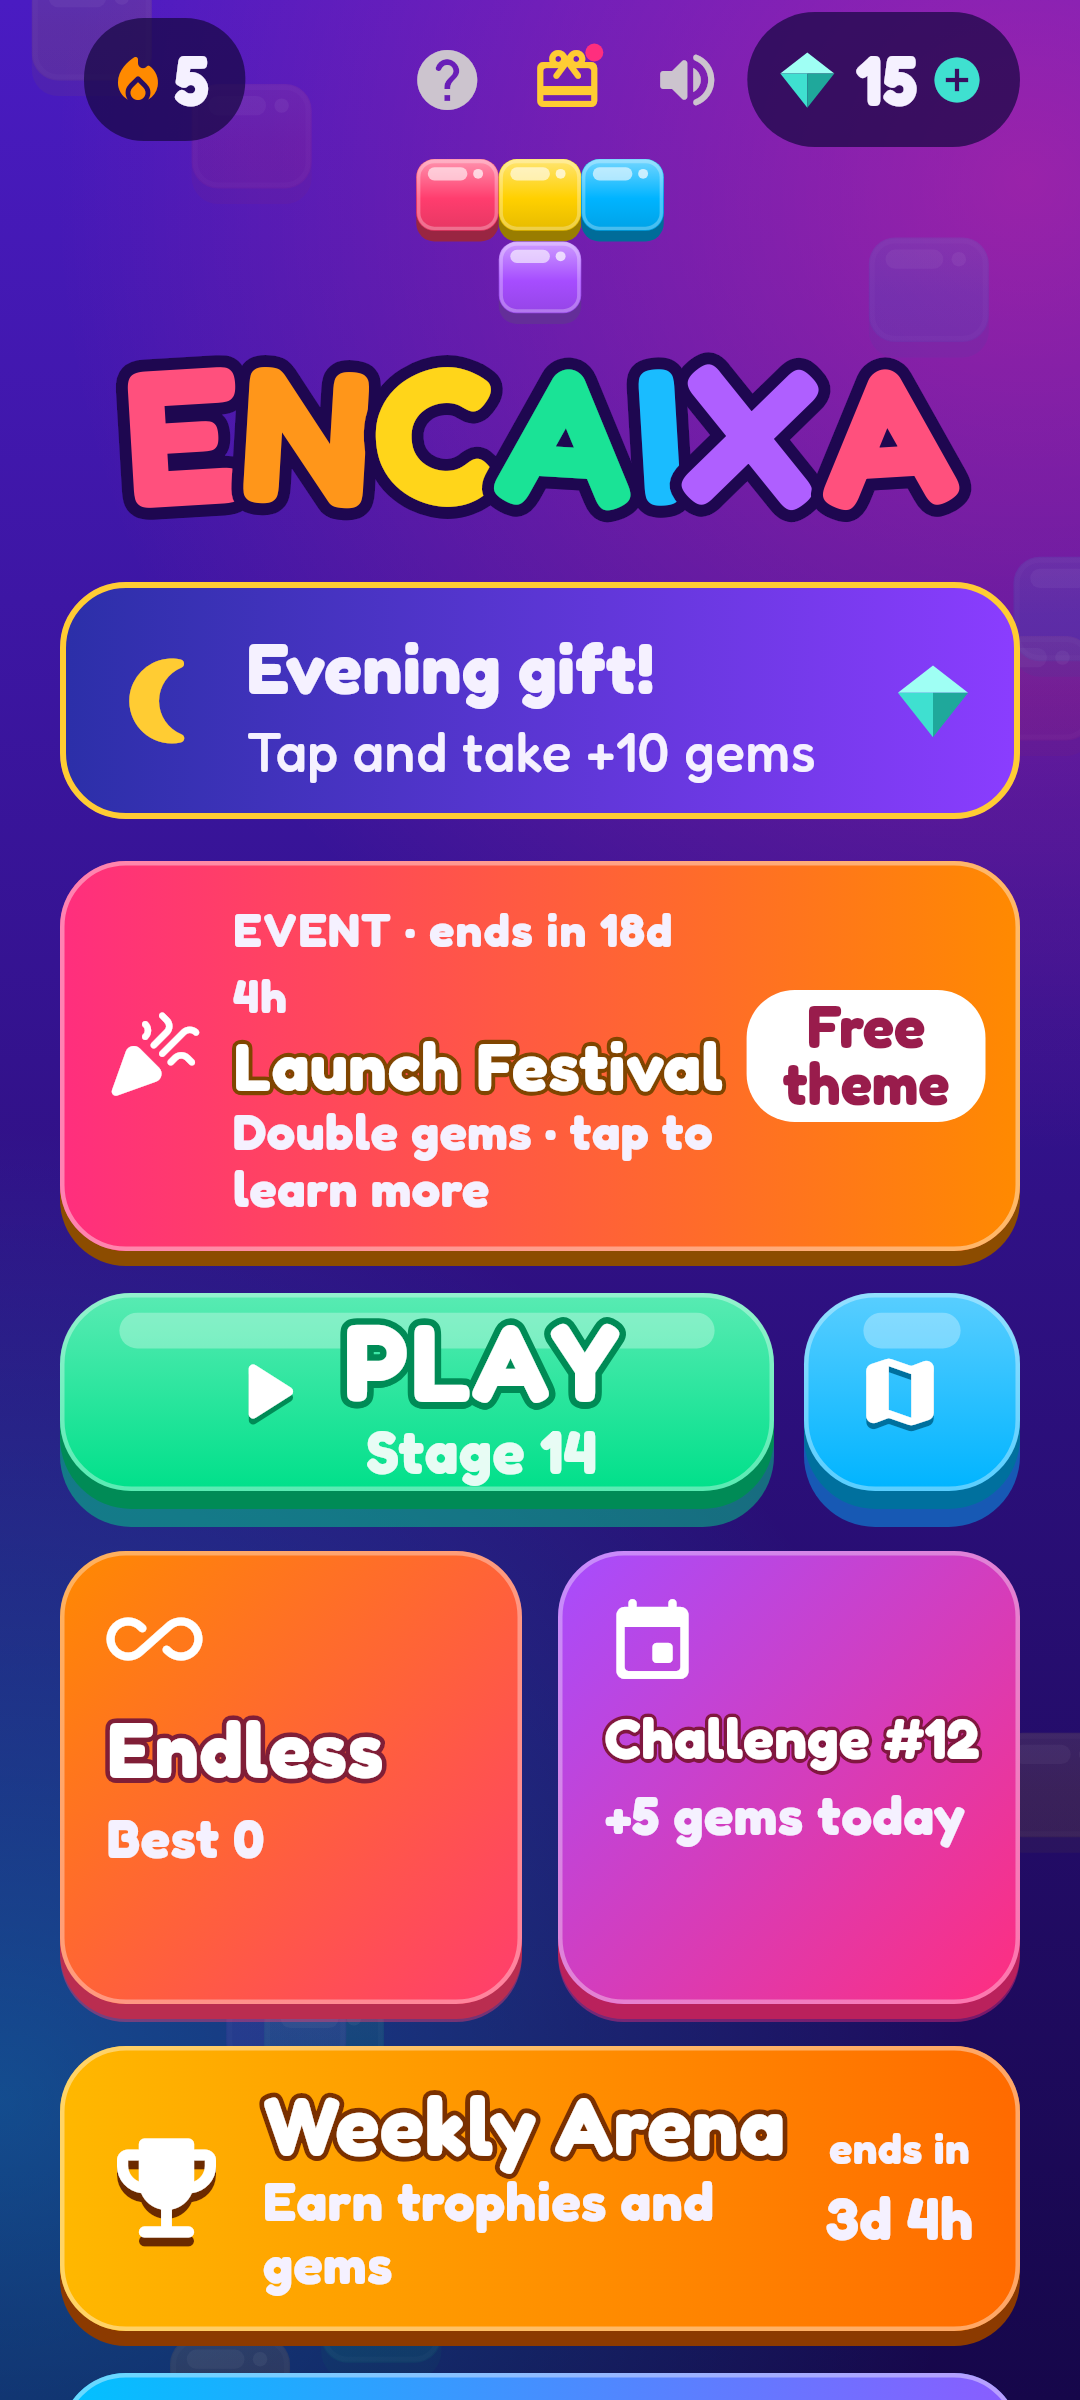 5
15
ENCAIXA
Evening gift!
Tap and take +10 gems
EVENT · ends in 18d
4h
Launch Festival
Double gems · tap to
learn more
Free
theme
PLAY
Stage 14
Endless
Best 0
Challenge #12
+5 gems today
Weekly Arena
Earn trophies and
gems
ends in
3d 4h